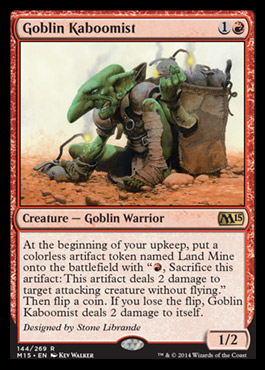 Goblin Kaboomist 1
Creature — Goblin Warrior M15
At the beginning of your upkeep, put a
colorless artifact token named Land Mine
onto the battlefield with “ , Sacrifice this
artifact: This artifact deals 2 damage to
target attacking creature without flying.”
Then flip a coin. If you lose the flip, Goblin
Kaboomist deals 2 damage to itself.
Designed by Stone Librande
1/2
144/269 R
M15 • EN Kev Walker ™ & © 2014 Wizards of the Coast